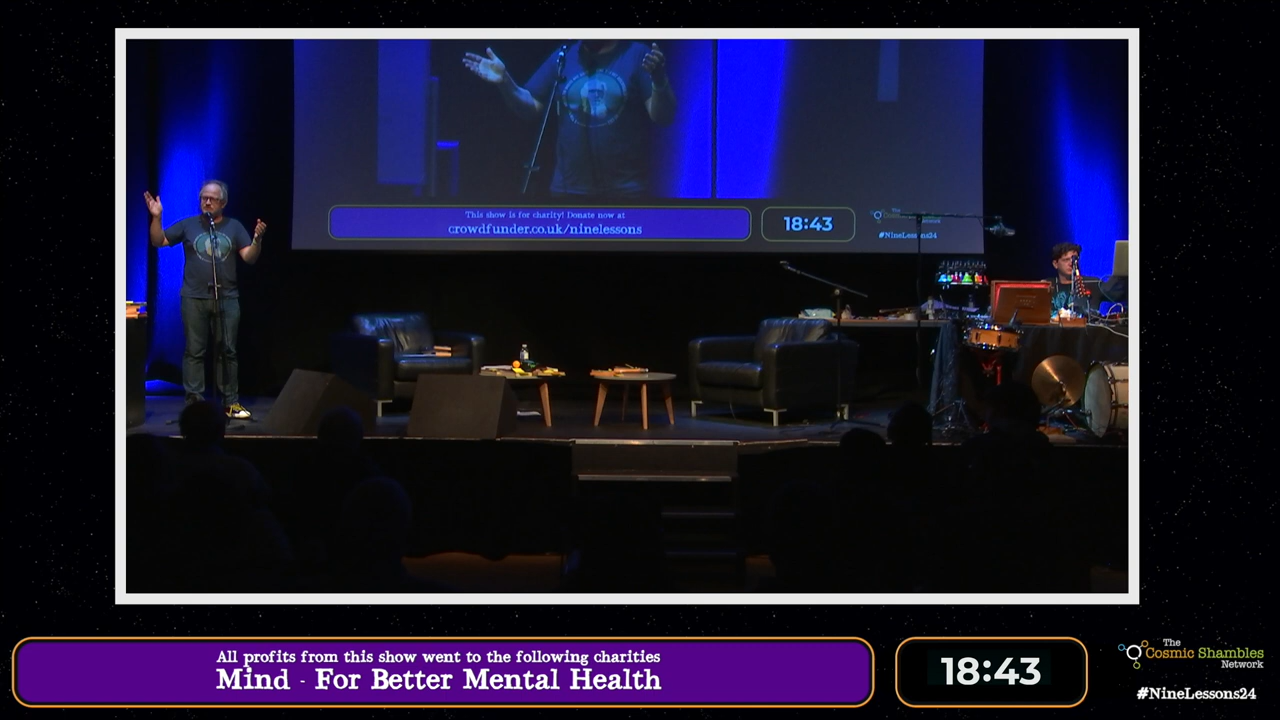 This show is for charity! Donate now at
crowdfunder.co.uk/ninelessons
18:43
#NineLessons24
All profits from this show went to the following charities
Mind - For Better Mental Health
18:43
The
Cosmic Shambles
Network
#NineLessons24